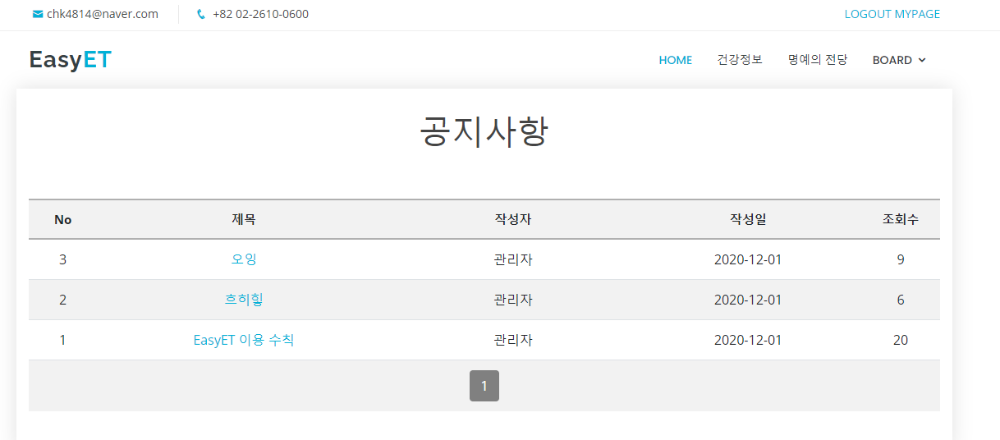 chk4814@naver.com +82 02-2610-0600 LOGOUT MYPAGE
EasyET HOME 건강정보 명예의 전당 BOARD
공지사항
No 제목 작성자 작성일 조회수
3 오잉 관리자 2020-12-01 9
2 흐히힣 관리자 2020-12-01 6
1 EasyET 이용 수칙 관리자 2020-12-01 20
1